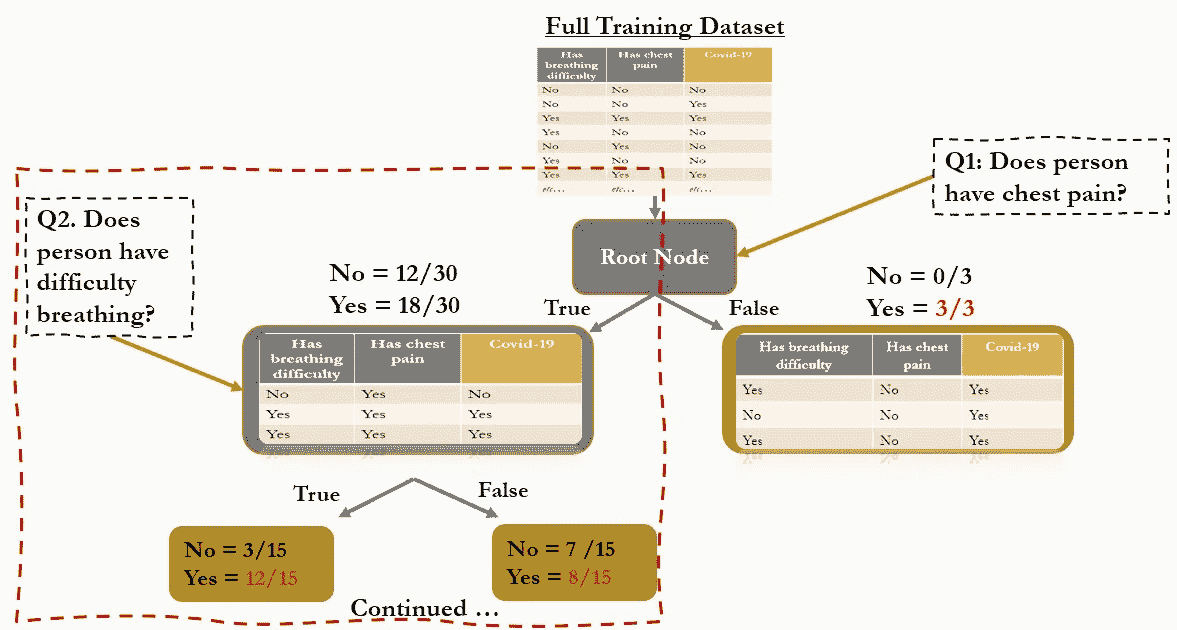 Full Training Dataset
Has breathing difficulty Has chest pain Covid-19
No No No
No No Yes
Yes Yes Yes
Yes No No
No Yes No
Yes No No
Yes Yes Yes
Q1: Does person
have chest pain?
Q2. Does
person have
difficulty
breathing?
Root Node
No = 12/30
Yes = 18/30
True
False
No = 0/3
Yes = 3/3
Has breathing difficulty Has chest pain Covid-19
No Yes No
Yes Yes Yes
Yes Yes Yes
Has breathing difficulty Has chest pain Covid-19
Yes No Yes
No No Yes
Yes No Yes
True
False
No = 3/15
Yes = 12/15
No = 7 /15
Yes = 8/15
Continued ...